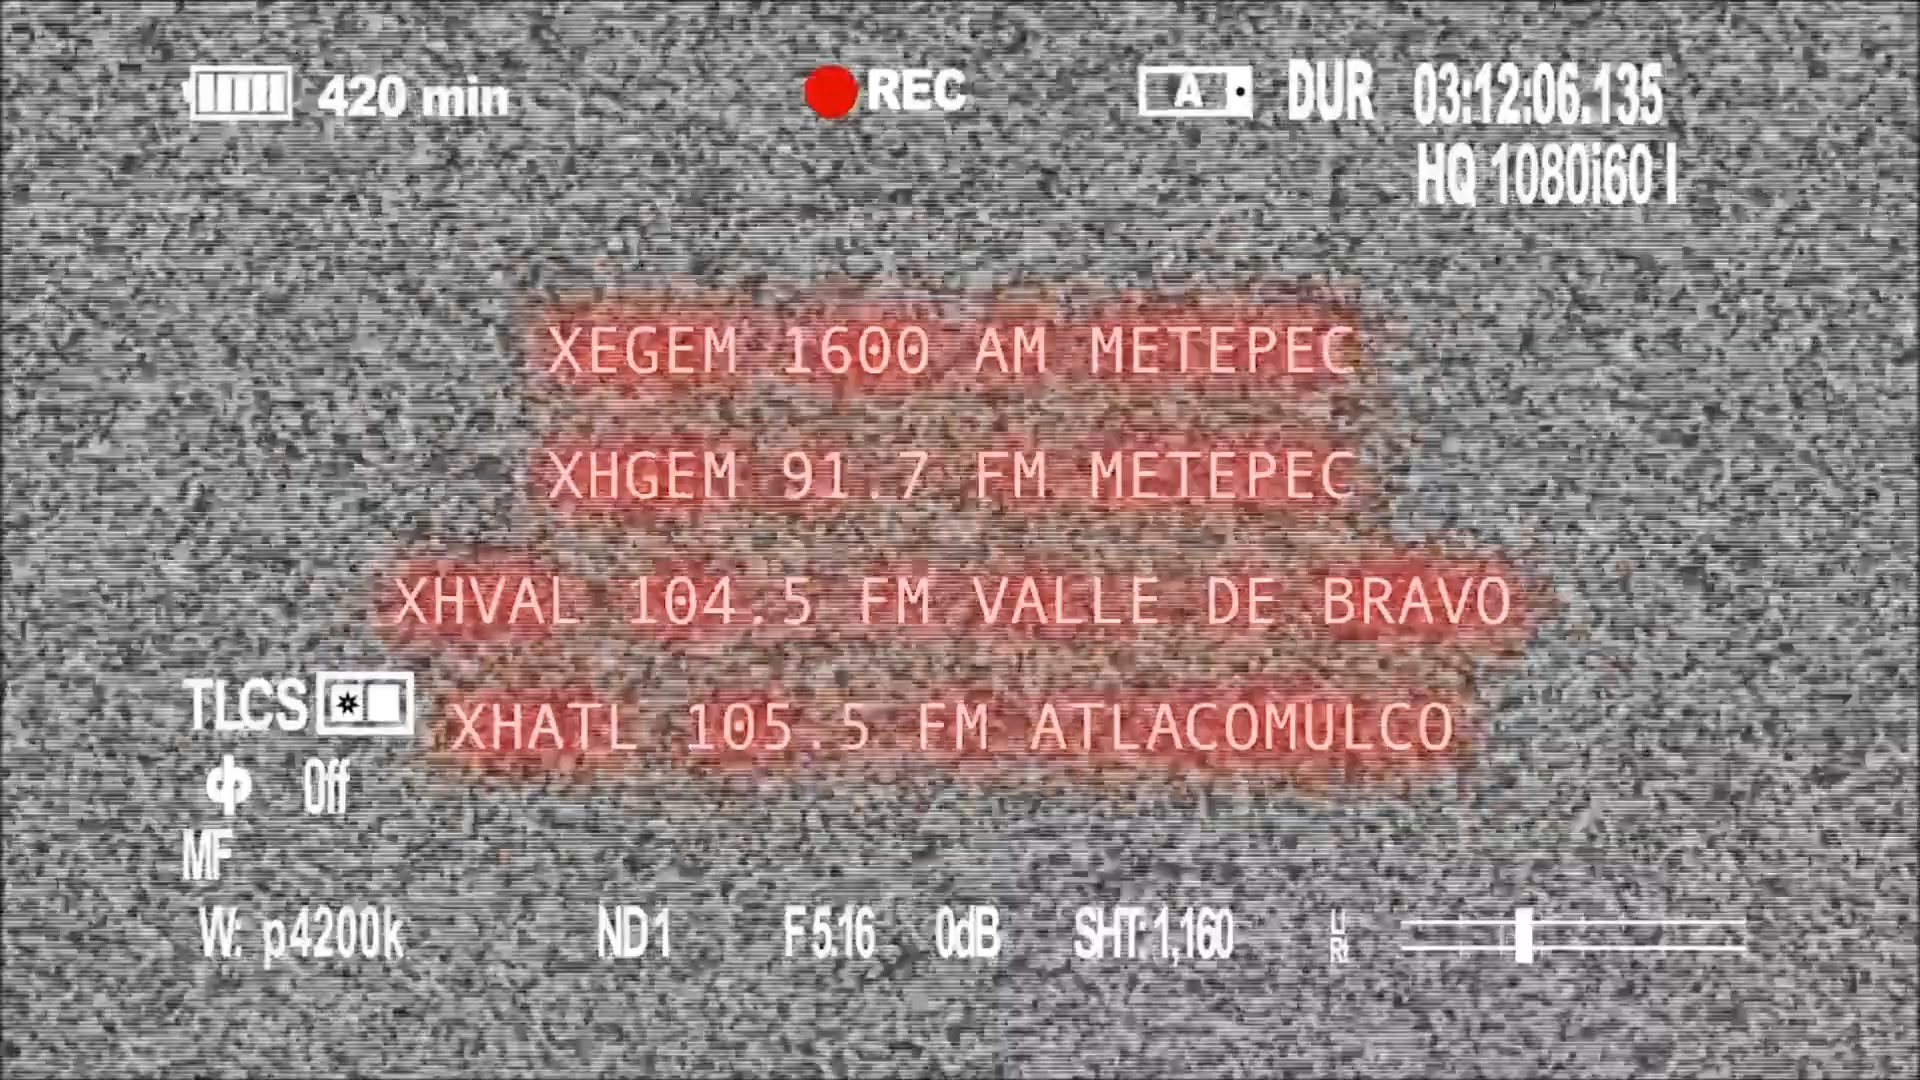 420 min
REC
A DUR 03:12:06.135
HQ 1080i60 I
XEGEM 1600 AM METEPEC
XHGEM 91.7 FM METEPEC
XHVAL 104.5 FM VALLE DE BRAVO
XHATL 105.5 FM ATLACOMULCO
TLCS
ф Off
MF
W: p4200k ND1 F5.16 0dB SHT: 1,160